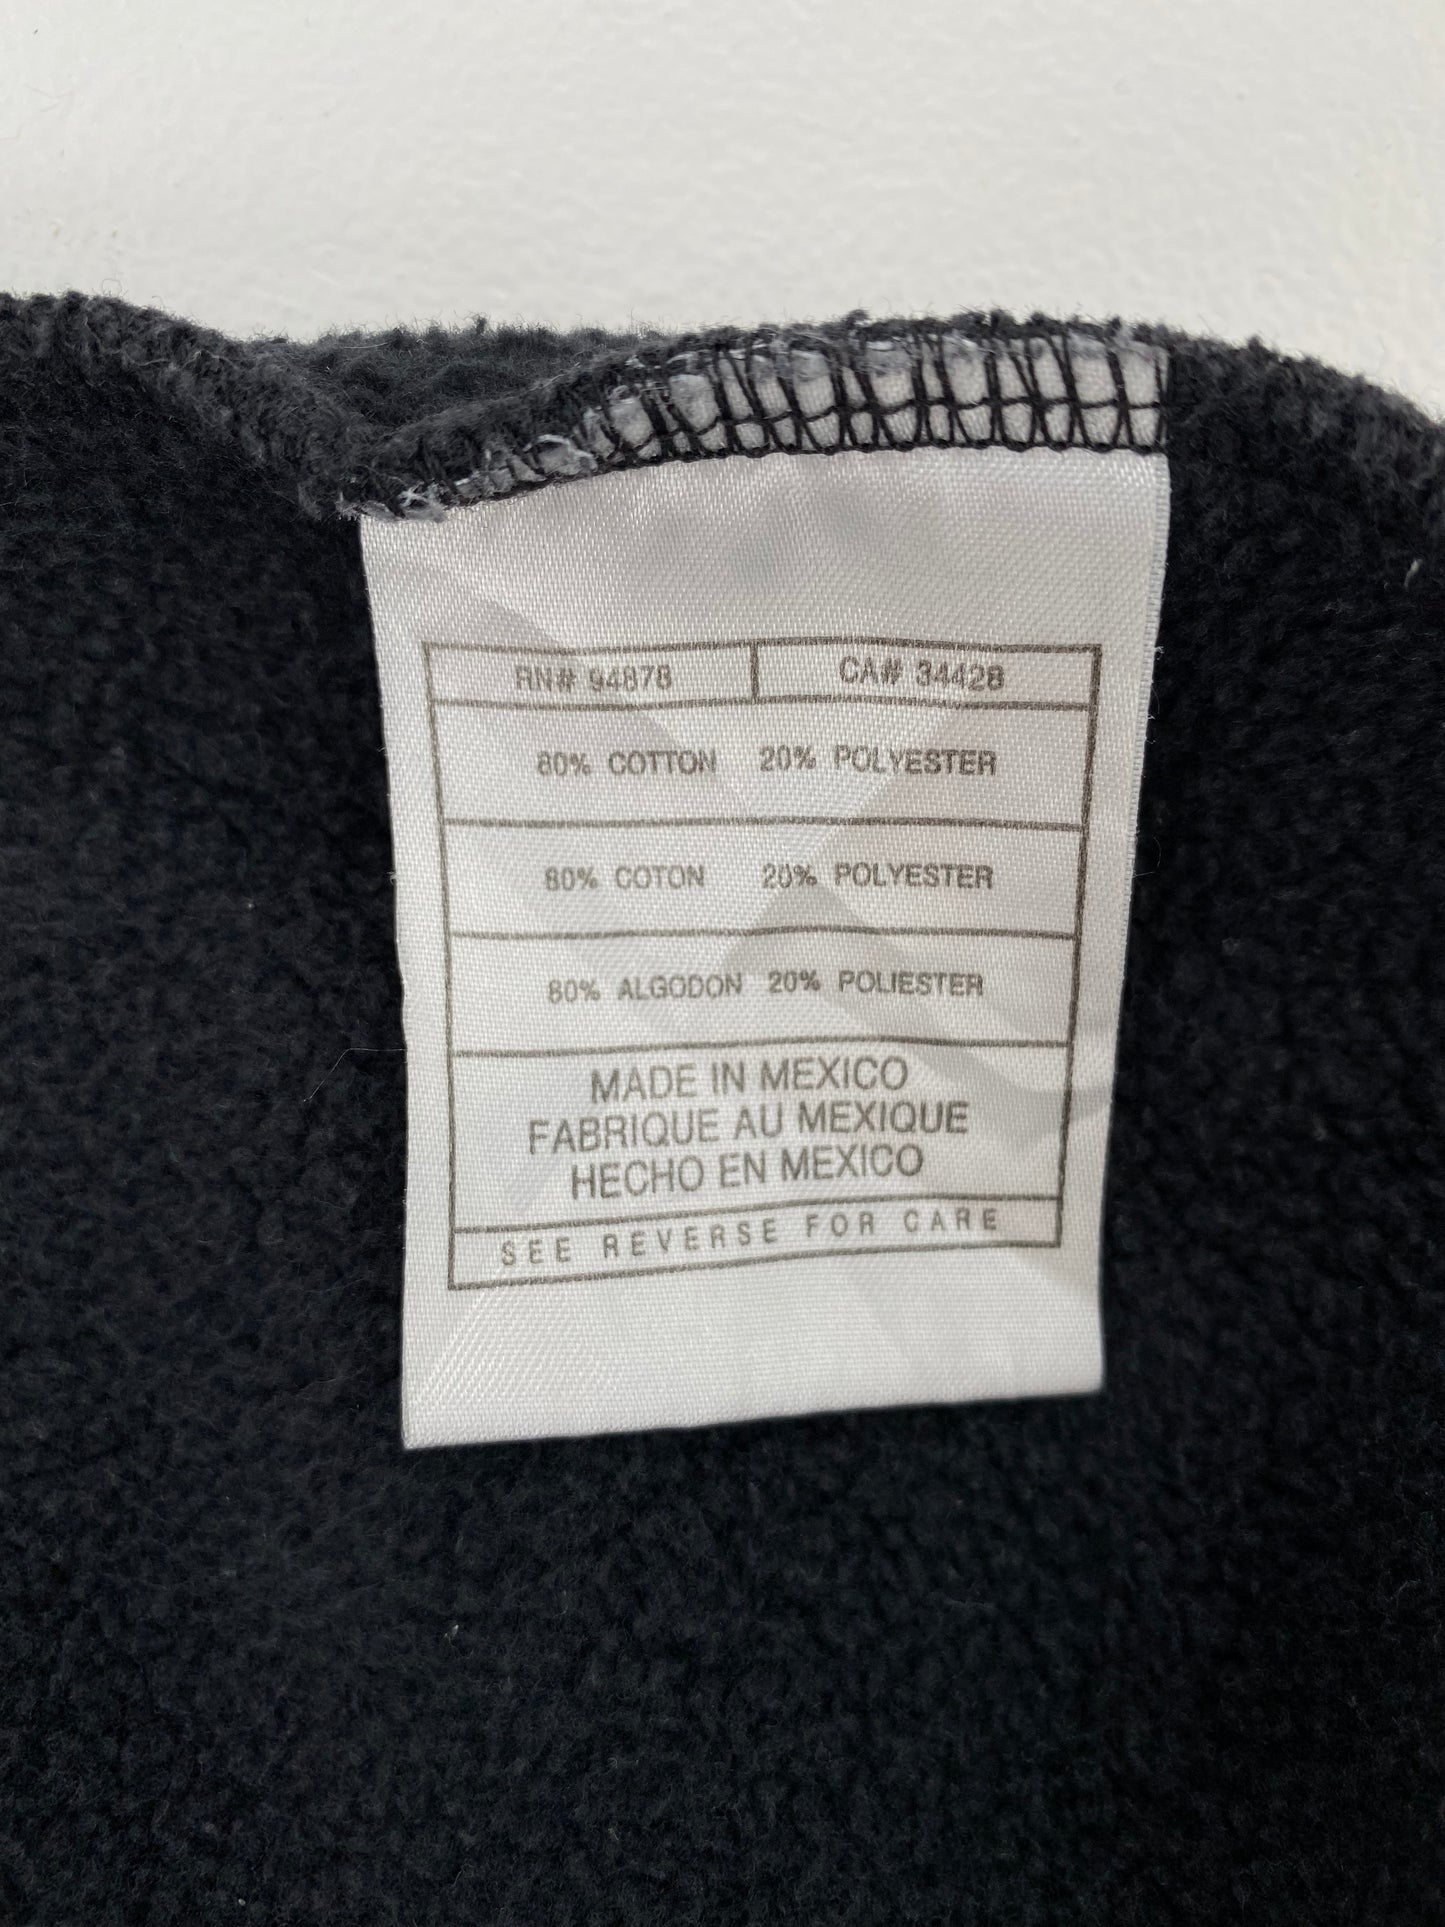 RN# 94878 CA# 34428
80% COTTON 20% POLYESTER
80% COTON 20% POLYESTER
80% ALGODON 20% POLIESTER
MADE IN MEXICO
FABRIQUE AU MEXIQUE
HECHO EN MEXICO
SEE REVERSE FOR CARE